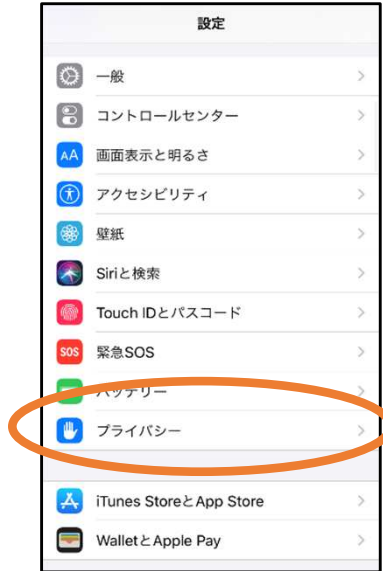 設定
一般
コントロールセンター
AA 画面表示と明るさ
アクセシビリティ
壁紙
Siriと検索
Touch IDとパスコード
SOS 緊急SOS
バッテリー
プライバシー
iTunes StoreとApp Store
WalletとApple Pay